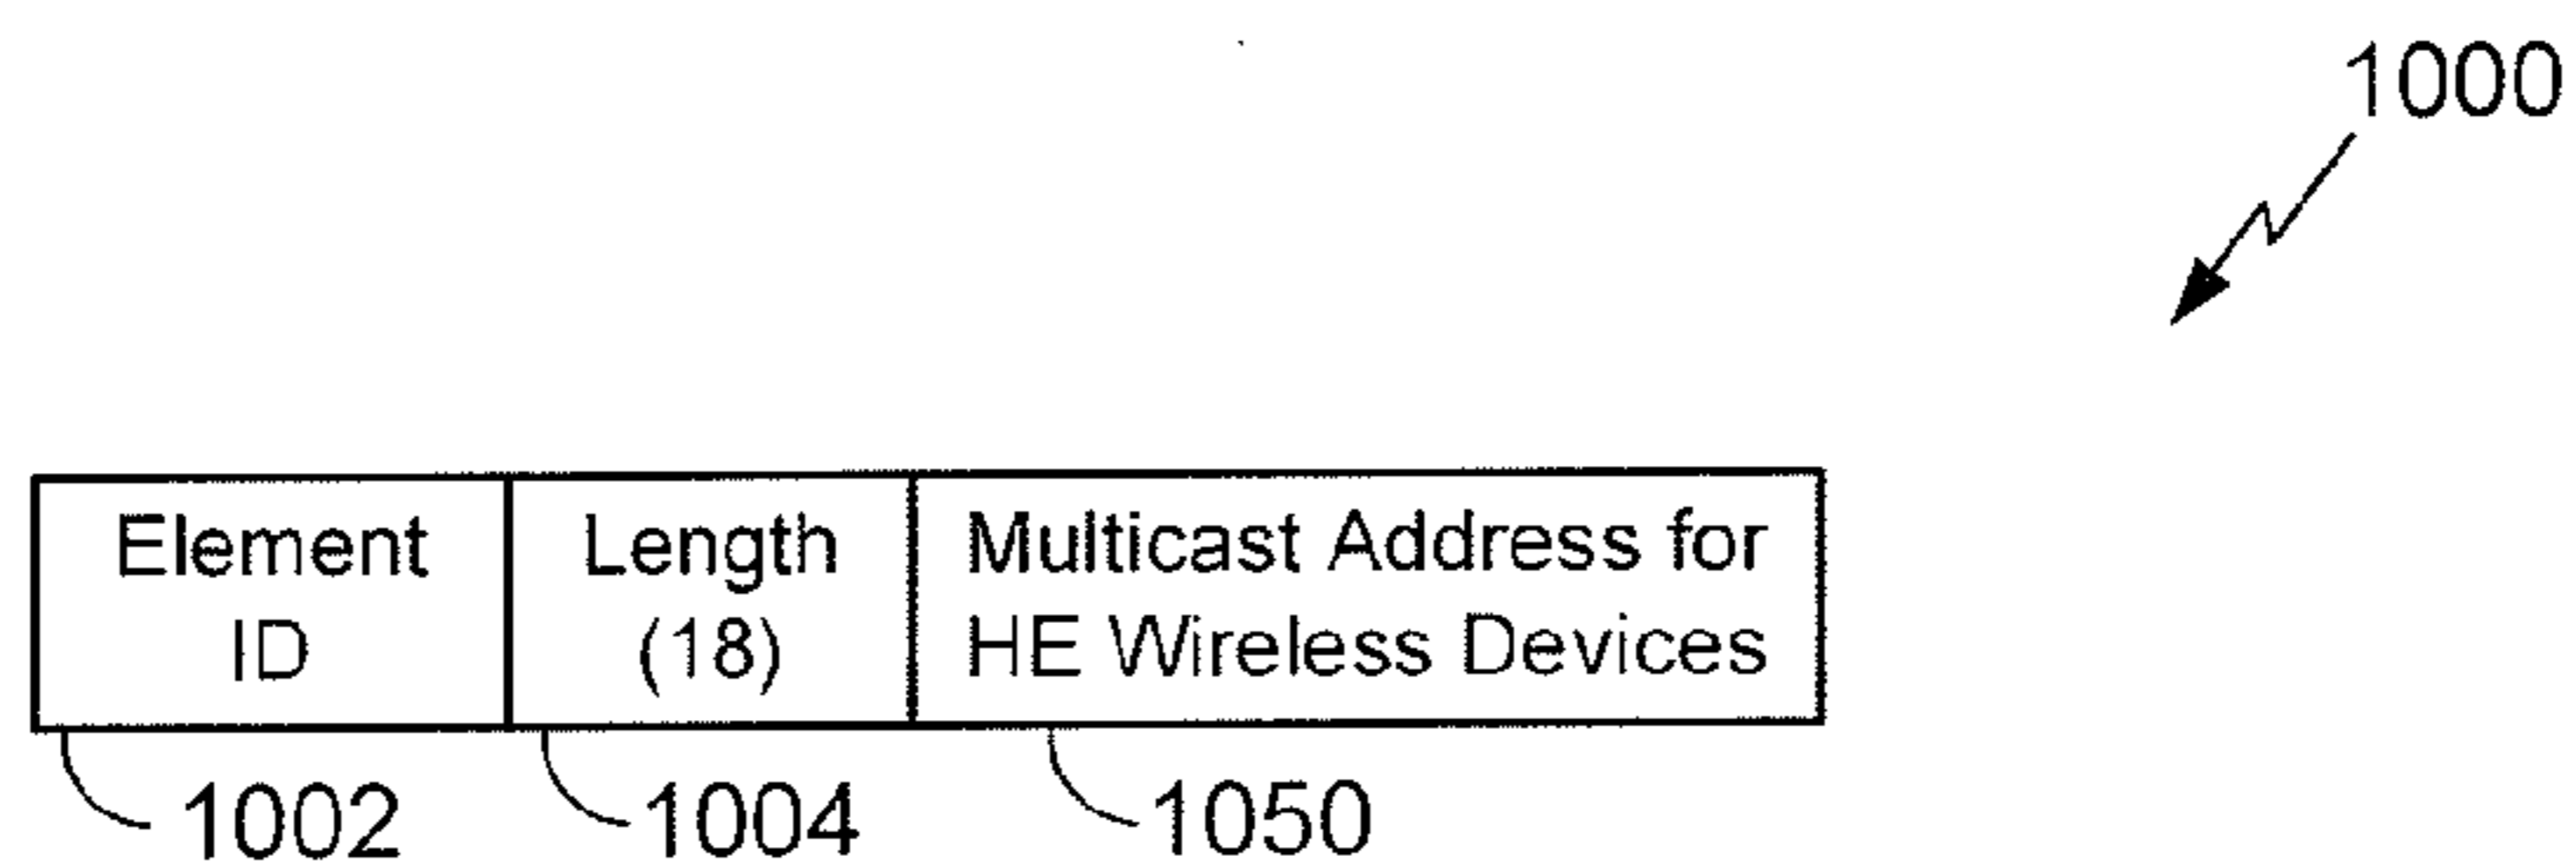 1000
Element
ID
Length
(18)
Multicast Address for
HE Wireless Devices
1002
1004
1050